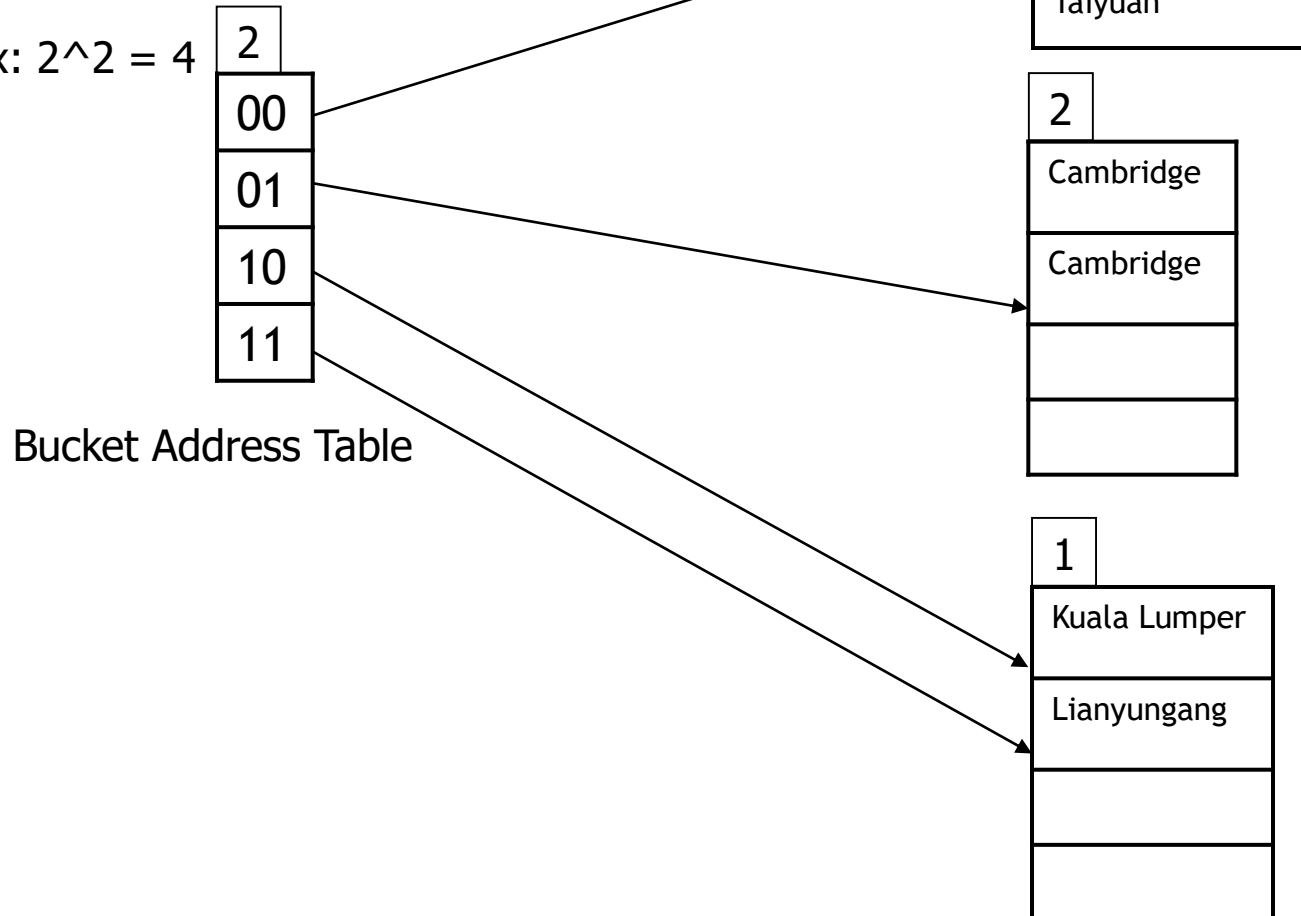 Taiyuan
x: 2^2 = 4
2
00
01
10
11
Bucket Address Table
2
Cambridge
Cambridge
1
Kuala Lumper
Lianyungang